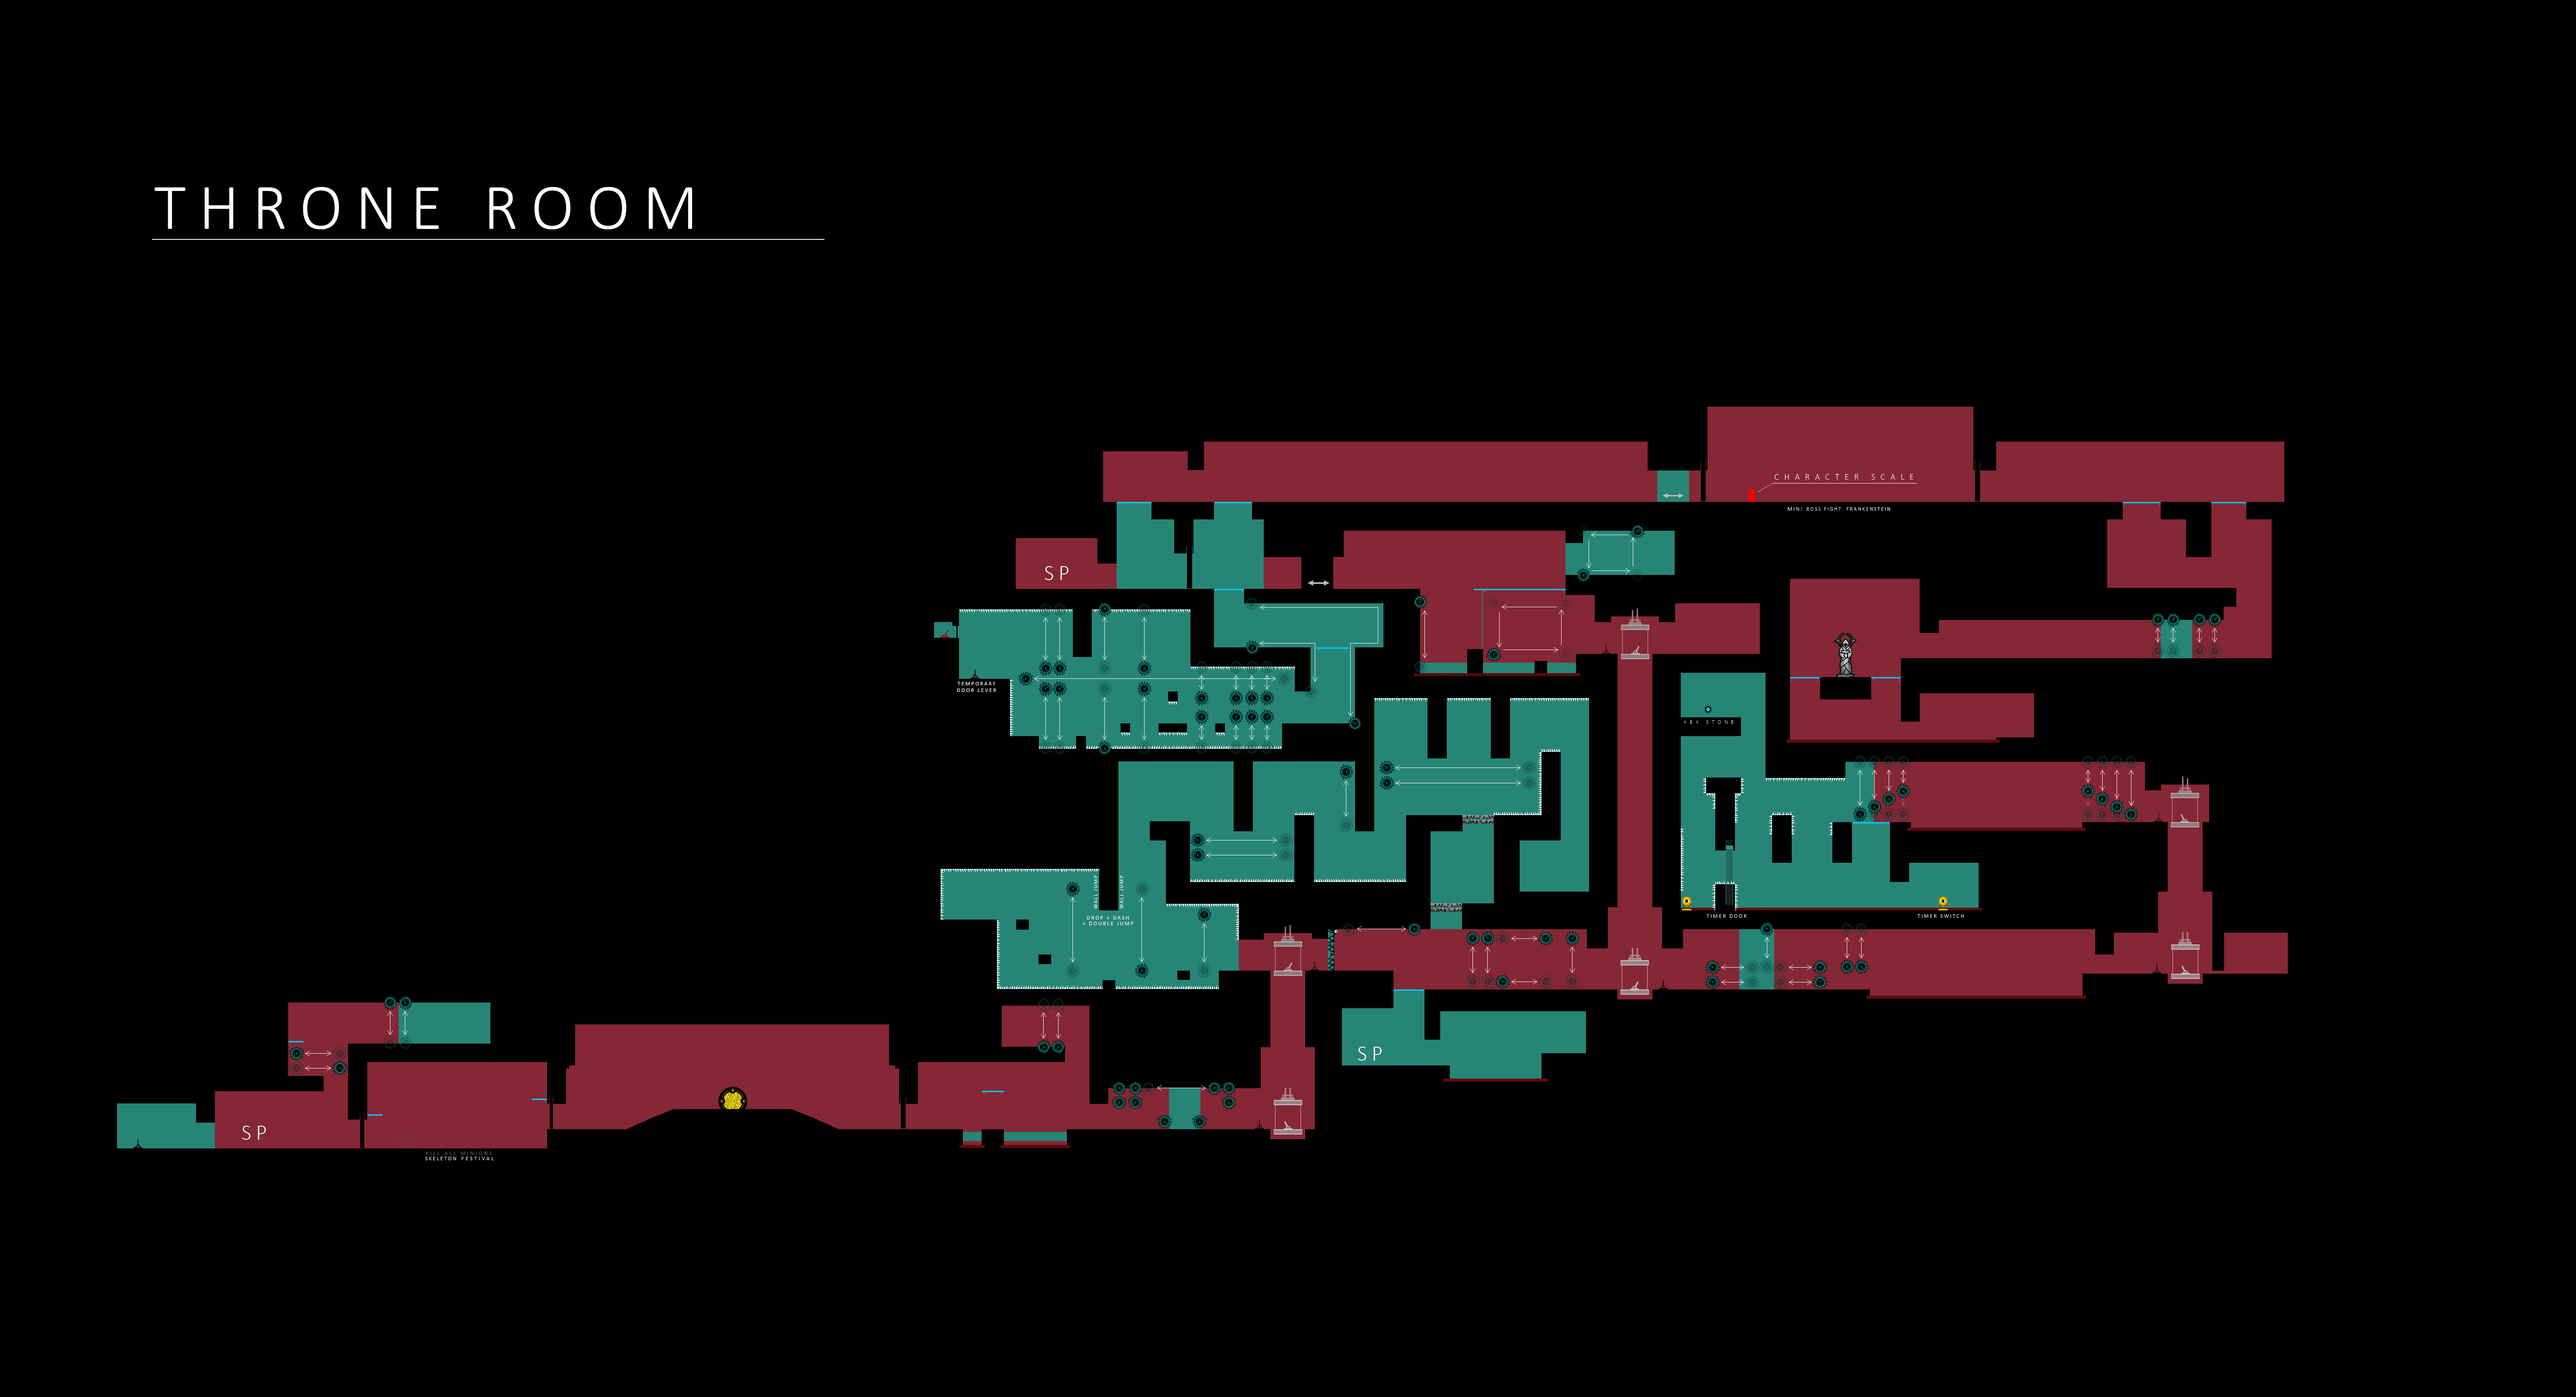 THRONE ROOM
CHARACTER SCALE
MINI BOSS FIGHT: FRANKENSTEIN
SP
TEMPORARY
DOOR LEVER
KEY STONE
WALL JUMP
WALL JUMP
DROP + DASH
+ DOUBLE JUMP
TIMER DOOR
TIMER SWITCH
SP
SP
KILL ALL MINIONS
SKELETON FESTIVAL